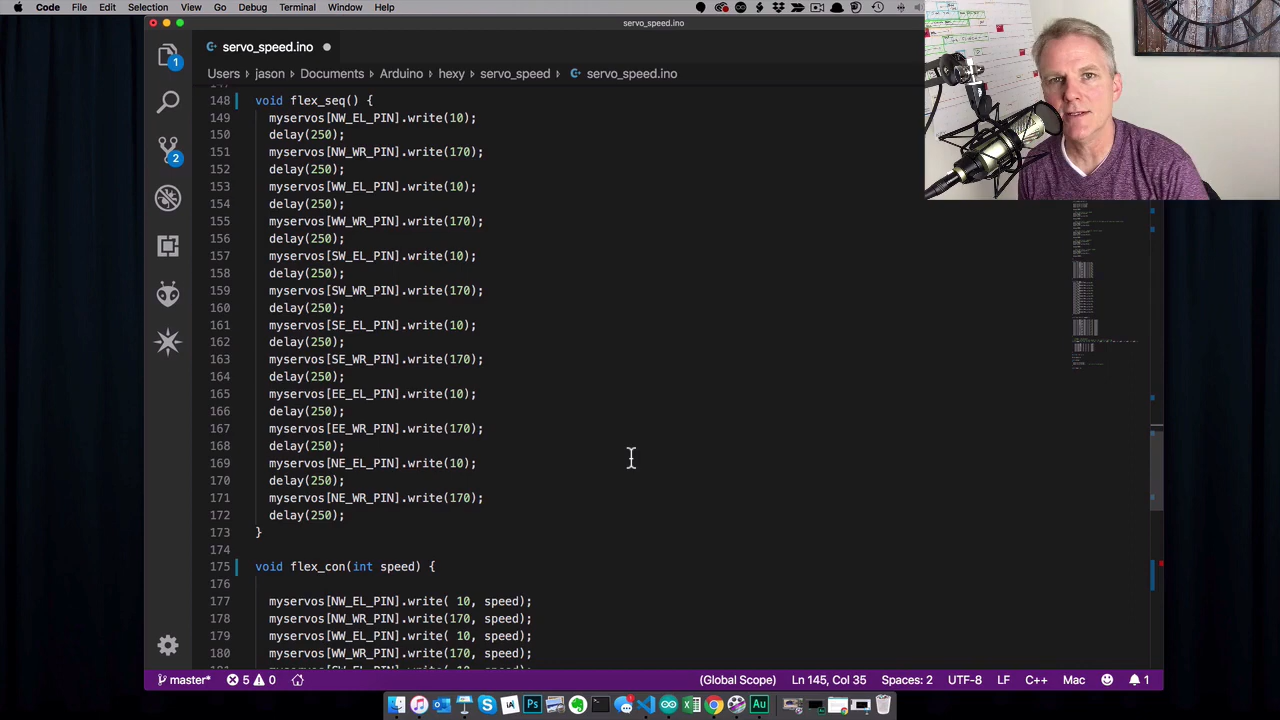 Code File Edit Selection View Go Debug Terminal Window Help
servo_speed.ino
servo_speed.ino
Users > jason > Documents > Arduino > hexy > servo_speed > servo_speed.ino
148 void flex_seq() {
149 myservos[NW_EL_PIN].write(10);
150 delay(250);
151 myservos[NW_WR_PIN].write(170);
152 delay(250);
153 myservos[WW_EL_PIN].write(10);
154 delay(250);
155 myservos[WW_WR_PIN].write(170);
156 delay(250);
157 myservos[SW_EL_PIN].write(10);
158 delay(250);
159 myservos[SW_WR_PIN].write(170);
160 delay(250);
161 myservos[SE_EL_PIN].write(10);
162 delay(250);
163 myservos[SE_WR_PIN].write(170);
164 delay(250);
165 myservos[EE_EL_PIN].write(10);
166 delay(250);
167 myservos[EE_WR_PIN].write(170);
168 delay(250);
169 myservos[NE_EL_PIN].write(10);
170 delay(250);
171 myservos[NE_WR_PIN].write(170);
172 delay(250);
173 }
174
175 void flex_con(int speed) {
176
177 myservos[NW_EL_PIN].write( 10, speed);
178 myservos[NW_WR_PIN].write(170, speed);
179 myservos[WW_EL_PIN].write( 10, speed);
180 myservos[WW_WR_PIN].write(170, speed);
1
2
master* 5 0 (Global Scope) Ln 145, Col 35 Spaces: 2 UTF-8 LF C++ Mac 1
iA Ps Au